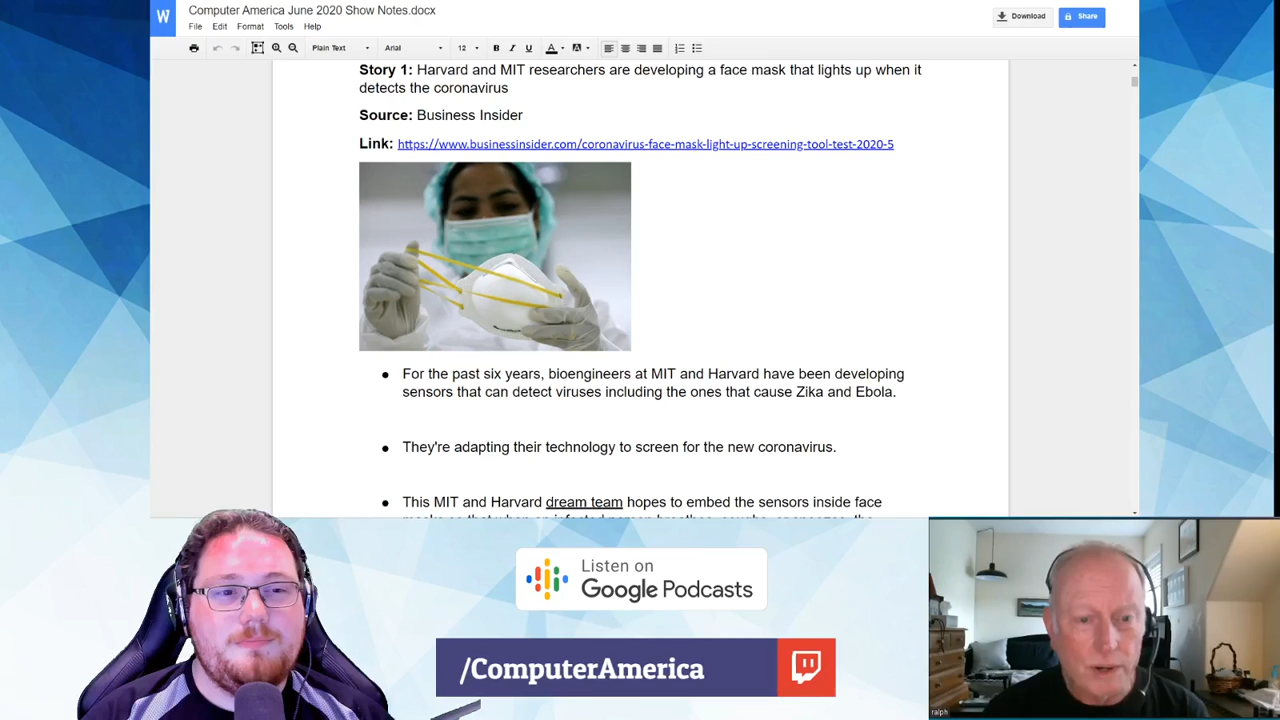 Computer America June 2020 Show Notes.docx
File Edit Format Tools Help
Download
Share
Plain Text
Arial
12
B I U A A
Story 1: Harvard and MIT researchers are developing a face mask that lights up when it
detects the coronavirus
Source: Business Insider
Link: https://www.businessinsider.com/coronavirus-face-mask-light-up-screening-tool-test-2020-5
• For the past six years, bioengineers at MIT and Harvard have been developing
sensors that can detect viruses including the ones that cause Zika and Ebola.
• They're adapting their technology to screen for the new coronavirus.
• This MIT and Harvard dream team hopes to embed the sensors inside face
Listen on
Google Podcasts
/ComputerAmerica
ralph